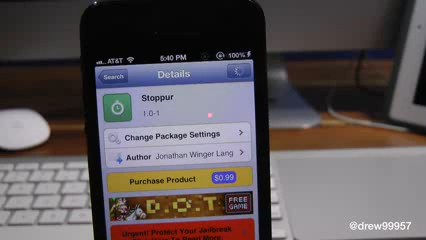 AT&T 5:40 PM 100%
Search Details
Stoppur
1.0-1
Change Package Settings
Author Jonathan Winger Lang
Purchase Product $0.99
D.O.T. FREE GAME
Urgent! Protect Your Jailbreak
@drew99957